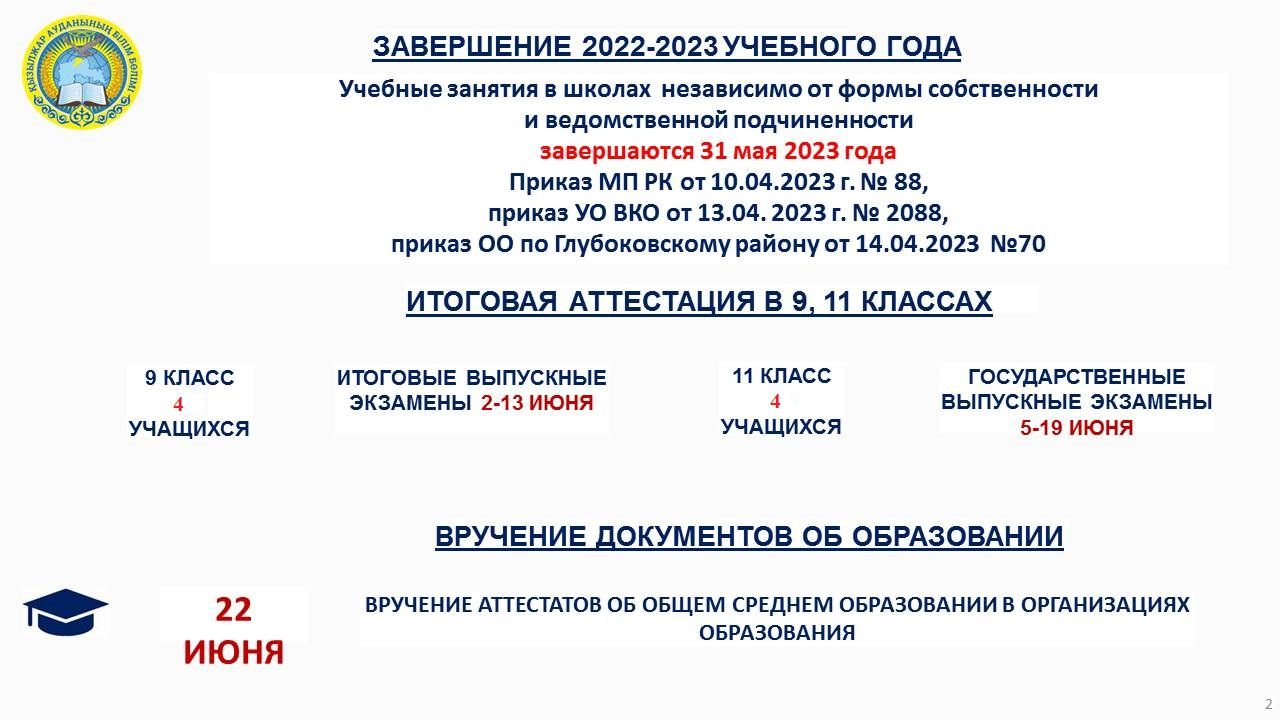 ҚЫЗЫЛЖАР АУДАНЫНЫҢ БІЛІМ БӨЛІМІ
ЗАВЕРШЕНИЕ 2022-2023 УЧЕБНОГО ГОДА
Учебные занятия в школах независимо от формы собственности
и ведомственной подчиненности
завершаются 31 мая 2023 года
Приказ МП РК от 10.04.2023 г. № 88,
приказ УО ВКО от 13.04. 2023 г. № 2088,
приказ ОО по Глубоковскому району от 14.04.2023 №70
ИТОГОВАЯ АТТЕСТАЦИЯ В 9, 11 КЛАССАХ
9 КЛАСС
4
УЧАЩИХСЯ
ИТОГОВЫЕ ВЫПУСКНЫЕ
ЭКЗАМЕНЫ 2-13 ИЮНЯ
11 КЛАСС
4
УЧАЩИХСЯ
ГОСУДАРСТВЕННЫЕ
ВЫПУСКНЫЕ ЭКЗАМЕНЫ
5-19 ИЮНЯ
ВРУЧЕНИЕ ДОКУМЕНТОВ ОБ ОБРАЗОВАНИИ
22
ИЮНЯ
ВРУЧЕНИЕ АТТЕСТАТОВ ОБ ОБЩЕМ СРЕДНЕМ ОБРАЗОВАНИИ В ОРГАНИЗАЦИЯХ
ОБРАЗОВАНИЯ
2